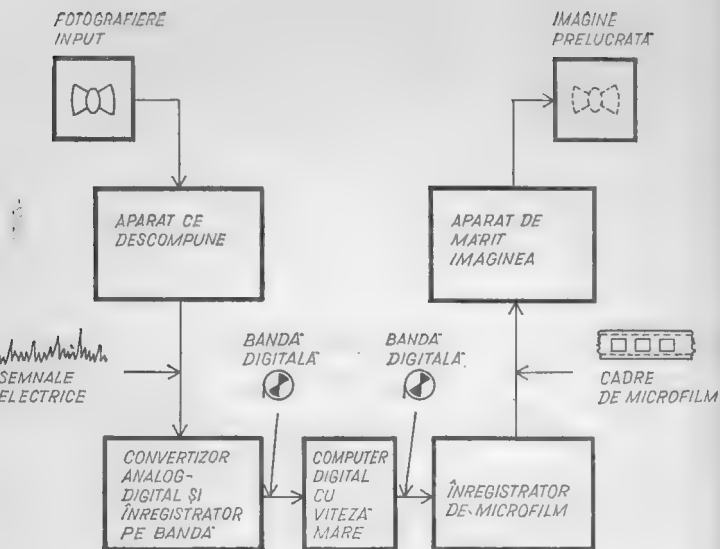 FOTOGRAFIERE
INPUT
IMAGINE
PRELUCRATĂ
APARAT CE
DESCOMPUNE
APARAT DE
MĂRIT
IMAGINEA
SEMNALE
ELECTRICE
BANDĂ
DIGITALĂ
BANDĂ
DIGITALĂ
CADRE
DE MICROFILM
CONVERTIZOR
ANALOG-
DIGITAL ȘI
ÎNREGISTRATOR
PE BANDĂ
COMPUTER
DIGITAL
CU
VITEZĂ
MARE
ÎNREGISTRATOR
DE MICROFILM